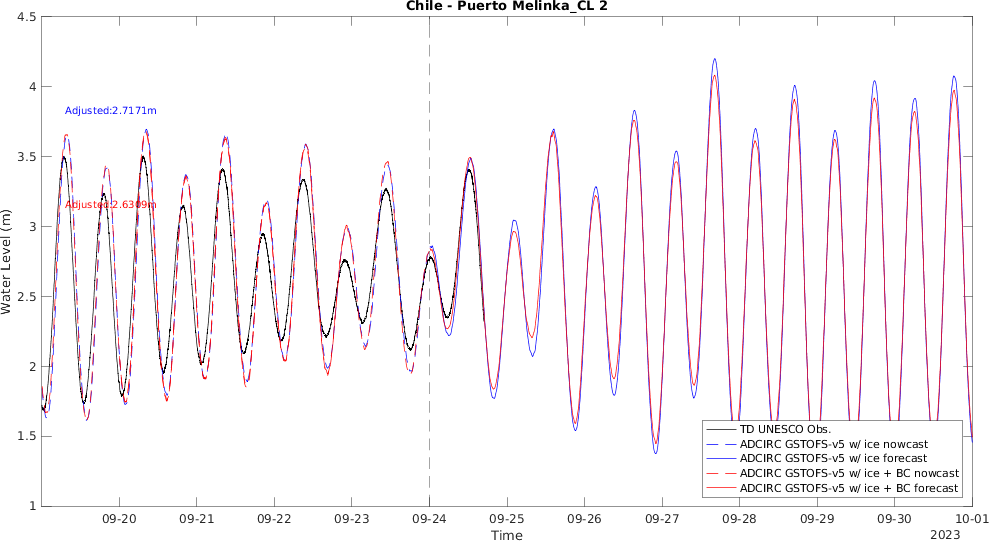 Chile - Puerto Melinka_CL 2
4.5
4
3.5
3
2.5
2
1.5
1
Water Level (m)
Adjusted:2.7171m
Adjusted:2.6309m
TD UNESCO Obs.
ADCIRC GSTOFS-v5 w/ ice nowcast
ADCIRC GSTOFS-v5 w/ ice forecast
ADCIRC GSTOFS-v5 w/ ice + BC nowcast
ADCIRC GSTOFS-v5 w/ ice + BC forecast
09-20 09-21 09-22 09-23 09-24 09-25 09-26 09-27 09-28 09-29 09-30 10-01
Time
2023